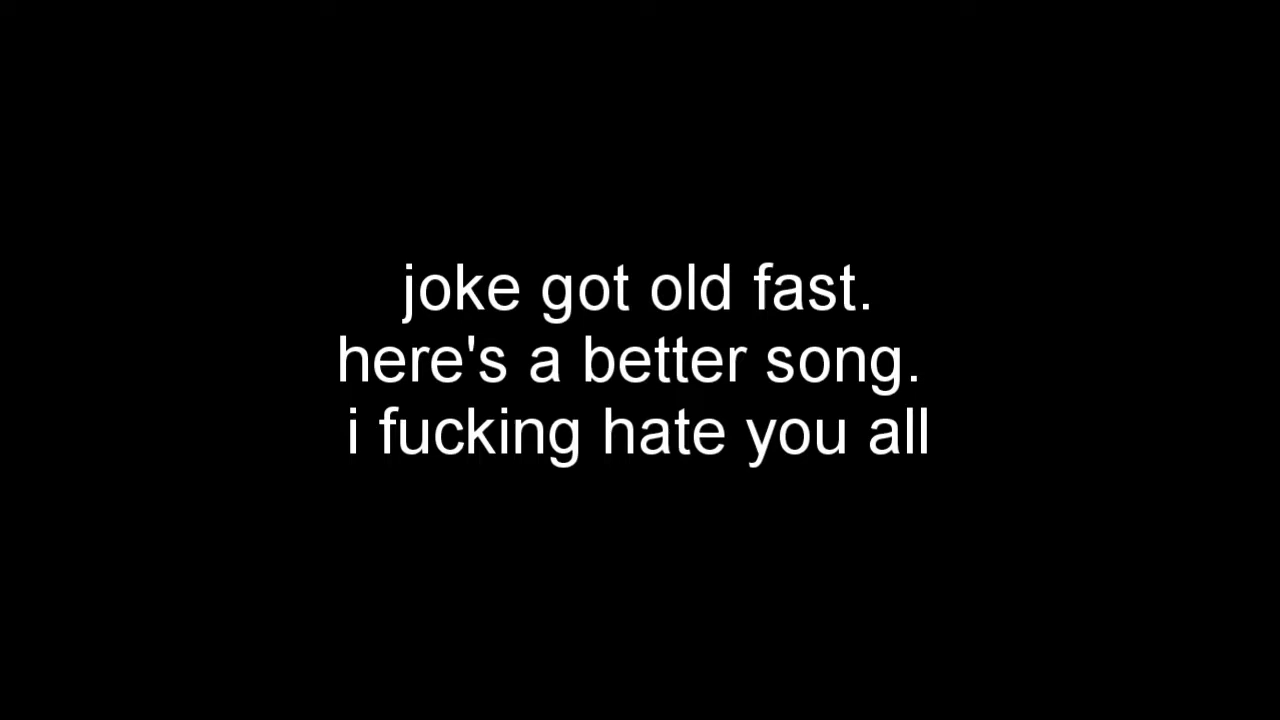 joke got old fast.
here's a better song.
i fucking hate you all